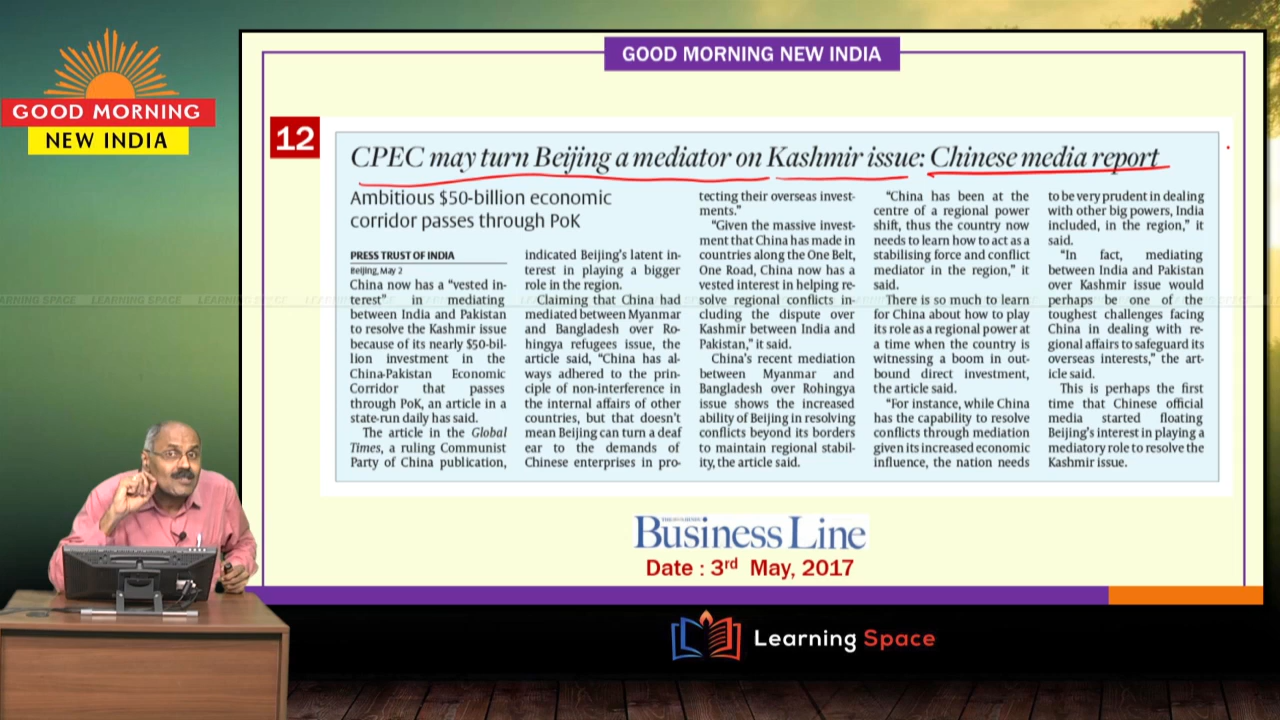 GOOD MORNING NEW INDIA
GOOD MORNING
NEW INDIA
12
CPEC may turn Beijing a mediator on Kashmir issue: Chinese media report
Ambitious $50-billion economic
corridor passes through PoK
PRESS TRUST OF INDIA
Beijing, May 2
China now has a “vested in-
terest” in mediating
between India and Pakistan
to resolve the Kashmir issue
because of its nearly $50-bil-
lion investment in the
China-Pakistan Economic
Corridor that passes
through PoK, an article in a
state-run daily has said.
The article in the Global
Times, a ruling Communist
Party of China publication,
indicated Beijing’s latent in-
terest in playing a bigger
role in the region.
Claiming that China had
mediated between Myanmar
and Bangladesh over Ro-
hingya refugees issue, the
article said, “China has al-
ways adhered to the prin-
ciple of non-interference in
the internal affairs of other
countries, but that doesn’t
mean Beijing can turn a deaf
ear to the demands of
Chinese enterprises in pro-
tecting their overseas invest-
ments.”
“Given the massive invest-
ment that China has made in
countries along the One Belt,
One Road, China now has a
vested interest in helping re-
solve regional conflicts in-
cluding the dispute over
Kashmir between India and
Pakistan,” it said.
China’s recent mediation
between Myanmar and
Bangladesh over Rohingya
issue shows the increased
ability of Beijing in resolving
conflicts beyond its borders
to maintain regional stabil-
ity, the article said.
“China has been at the
centre of a regional power
shift, thus the country now
needs to learn how to act as a
stabilising force and conflict
mediator in the region,” it
said.
There is so much to learn
for China about how to play
its role as a regional power at
a time when the country is
witnessing a boom in out-
bound direct investment,
the article said.
“For instance, while China
has the capability to resolve
conflicts through mediation
given its increased economic
influence, the nation needs
to be very prudent in dealing
with other big powers, India
included, in the region,” it
said.
“In fact, mediating
between India and Pakistan
over Kashmir issue would
perhaps be one of the
toughest challenges facing
China in dealing with re-
gional affairs to safeguard its
overseas interests,” the art-
icle said.
This is perhaps the first
time that Chinese official
media started floating
Beijing’s interest in playing a
mediatory role to resolve the
Kashmir issue.
LEARNING SPACE
Business Line
Date : 3rd May, 2017
Learning Space